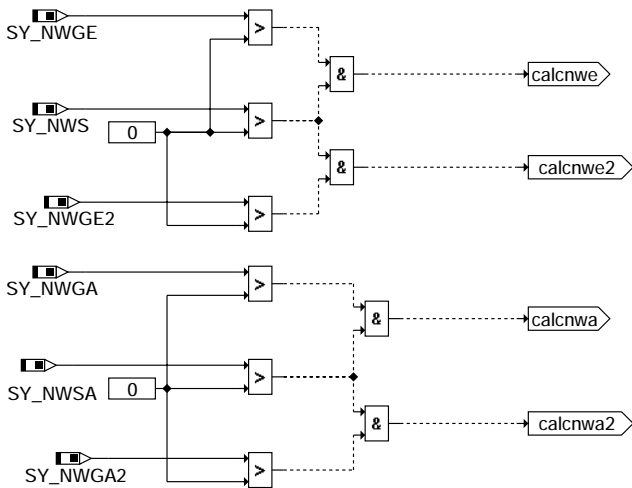 SY_NWGE
>
&
calcnwe
SY_NWS
0
>
&
calcnwe2
SY_NWGE2
>
SY_NWGA
>
&
calcnwa
SY_NWSA
0
>
&
calcnwa2
SY_NWGA2
>